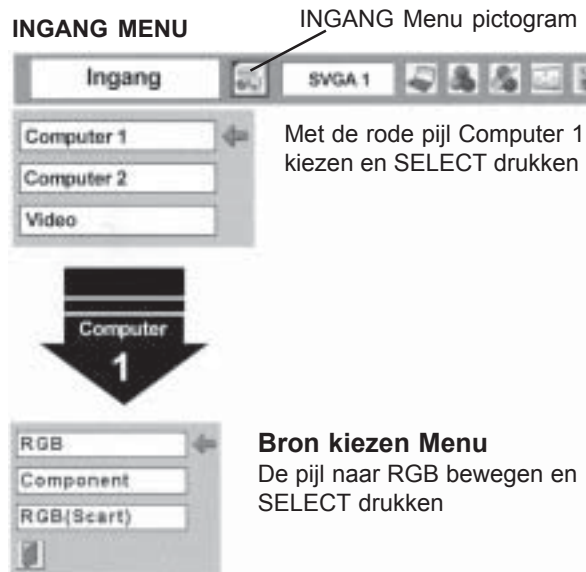 INGANG MENU
INGANG Menu pictogram
Ingang
SVGA 1
Computer 1
Met de rode pijl Computer 1
kiezen en SELECT drukken
Computer 2
Video
Computer
1
RGB
Component
RGB(Scart)
Bron kiezen Menu
De pijl naar RGB bewegen en
SELECT drukken